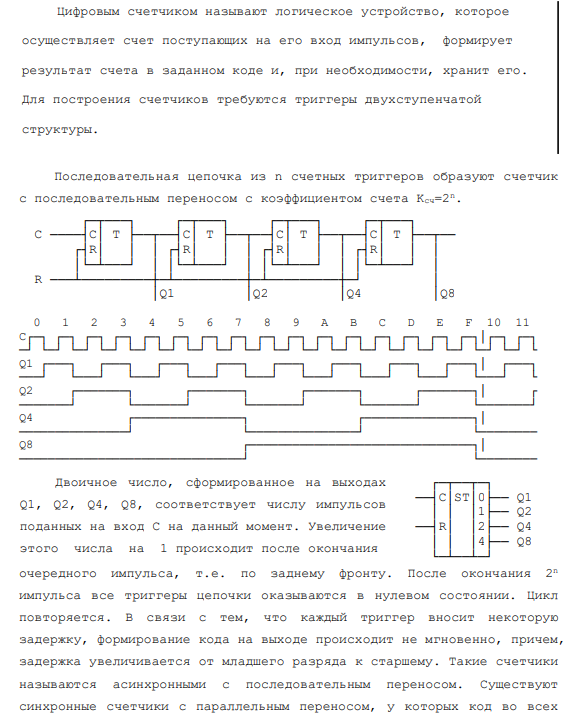 Цифровым счетчиком называют логическое устройство, которое
осуществляет счет поступающих на его вход импульсов, формирует
результат счета в заданном коде и, при необходимости, хранит его.
Для построения счетчиков требуются триггеры двухступенчатой
структуры.
Последовательная цепочка из n счетных триггеров образуют счетчик
с последовательным переносом с коэффициентом счета Kсч=2ⁿ.
C C T C T C T C T
R R R R
R
Q1 Q2 Q4 Q8
0 1 2 3 4 5 6 7 8 9 A B C D E F 10 11
C
Q1
Q2
Q4
Q8
Двоичное число, сформированное на выходах
Q1, Q2, Q4, Q8, соответствует числу импульсов
поданных на вход C на данный момент. Увеличение
этого числа на 1 происходит после окончания
C ST 0 Q1
1 Q2
R 2 Q4
4 Q8
очередного импульса, т.е. по заднему фронту. После окончания 2ⁿ
импульса все триггеры цепочки оказываются в нулевом состоянии. Цикл
повторяется. В связи с тем, что каждый триггер вносит некоторую
задержку, формирование кода на выходе происходит не мгновенно, причем,
задержка увеличивается от младшего разряда к старшему. Такие счетчики
называются асинхронными с последовательным переносом. Существуют
синхронные счетчики с параллельным переносом, у которых код во всех